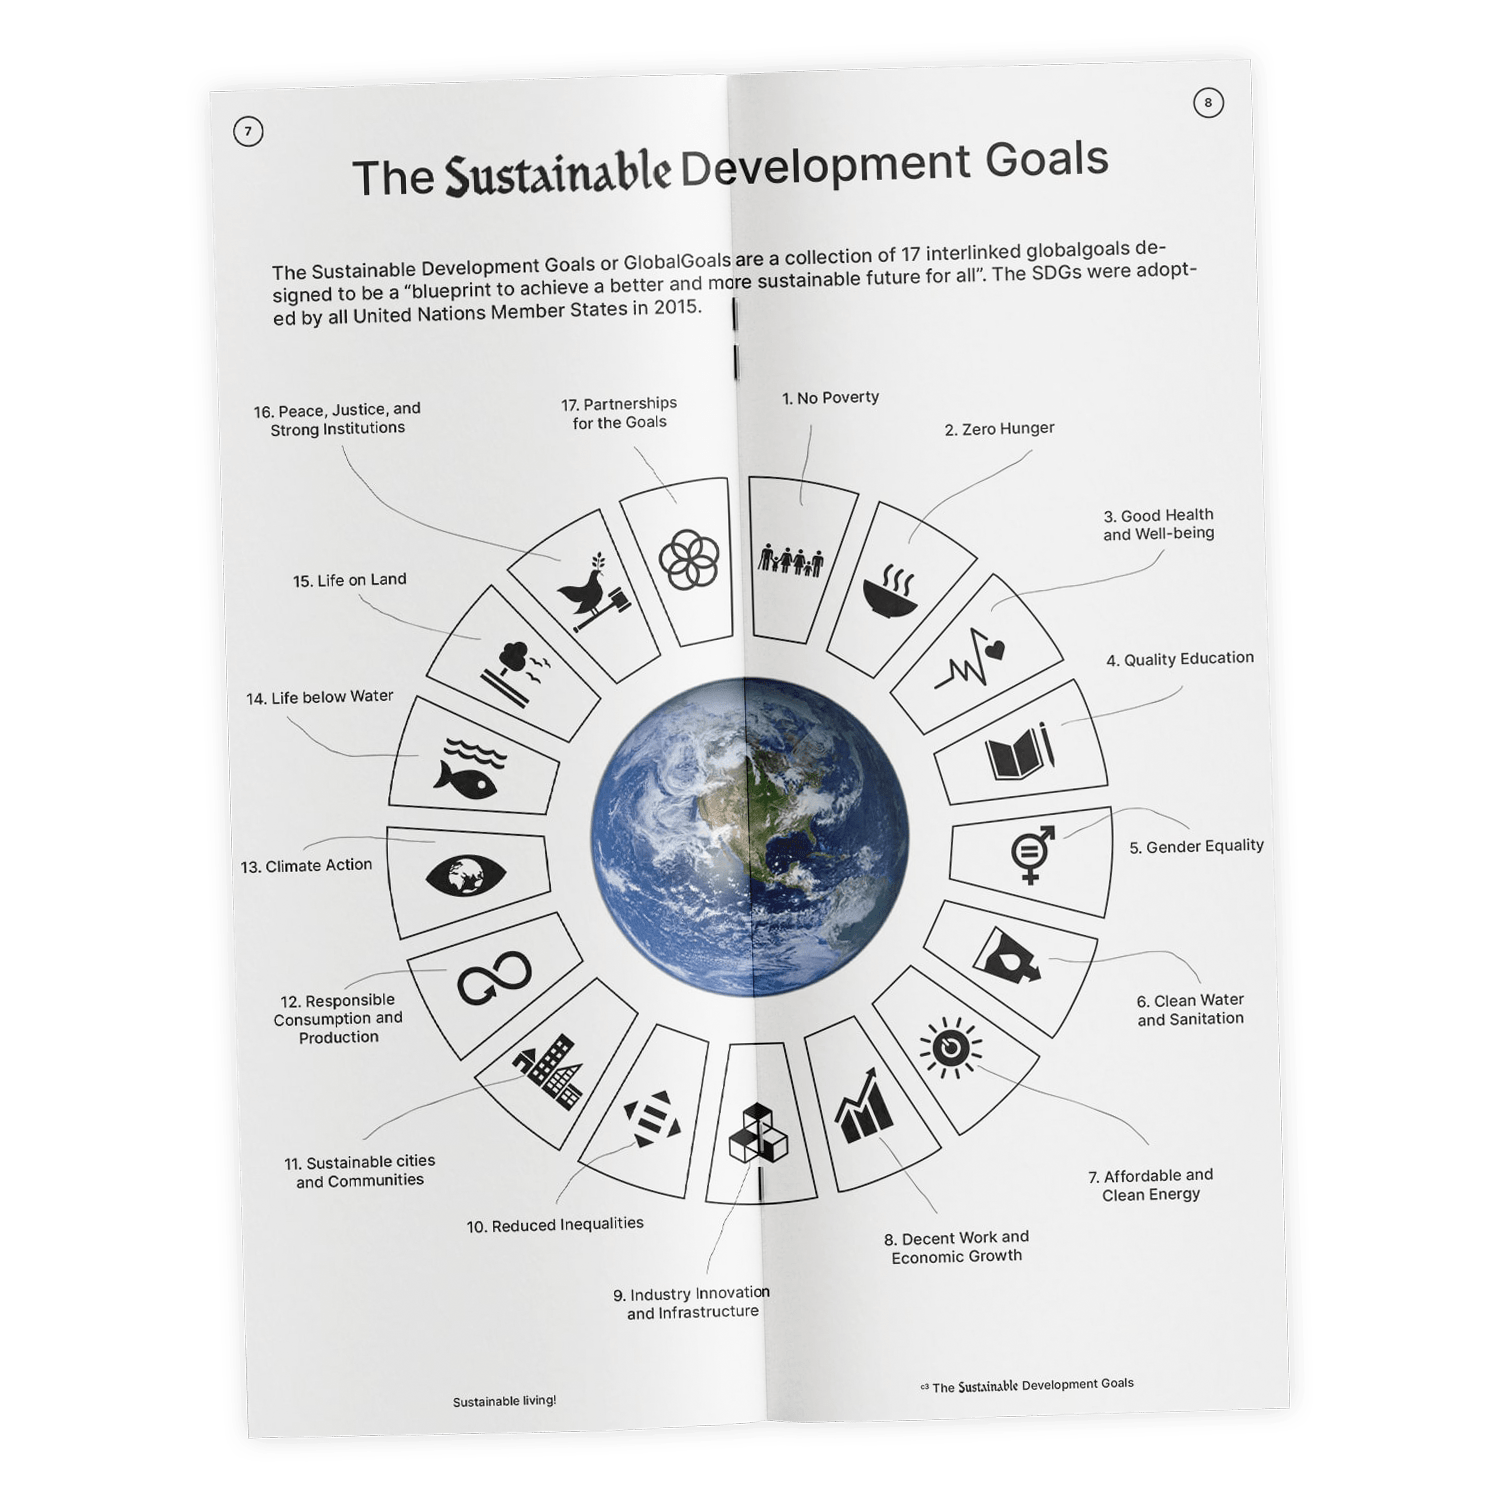 7
8
The Sustainable Development Goals
The Sustainable Development Goals or GlobalGoals are a collection of 17 interlinked globalgoals de-
signed to be a “blueprint to achieve a better and more sustainable future for all”. The SDGs were adopt-
ed by all United Nations Member States in 2015.
1. No Poverty
2. Zero Hunger
3. Good Health
and Well-being
4. Quality Education
5. Gender Equality
6. Clean Water
and Sanitation
7. Affordable and
Clean Energy
8. Decent Work and
Economic Growth
9. Industry Innovation
and Infrastructure
10. Reduced Inequalities
11. Sustainable cities
and Communities
12. Responsible
Consumption and
Production
13. Climate Action
14. Life below Water
15. Life on Land
16. Peace, Justice, and
Strong Institutions
17. Partnerships
for the Goals
Sustainable living!
c3 The Sustainable Development Goals